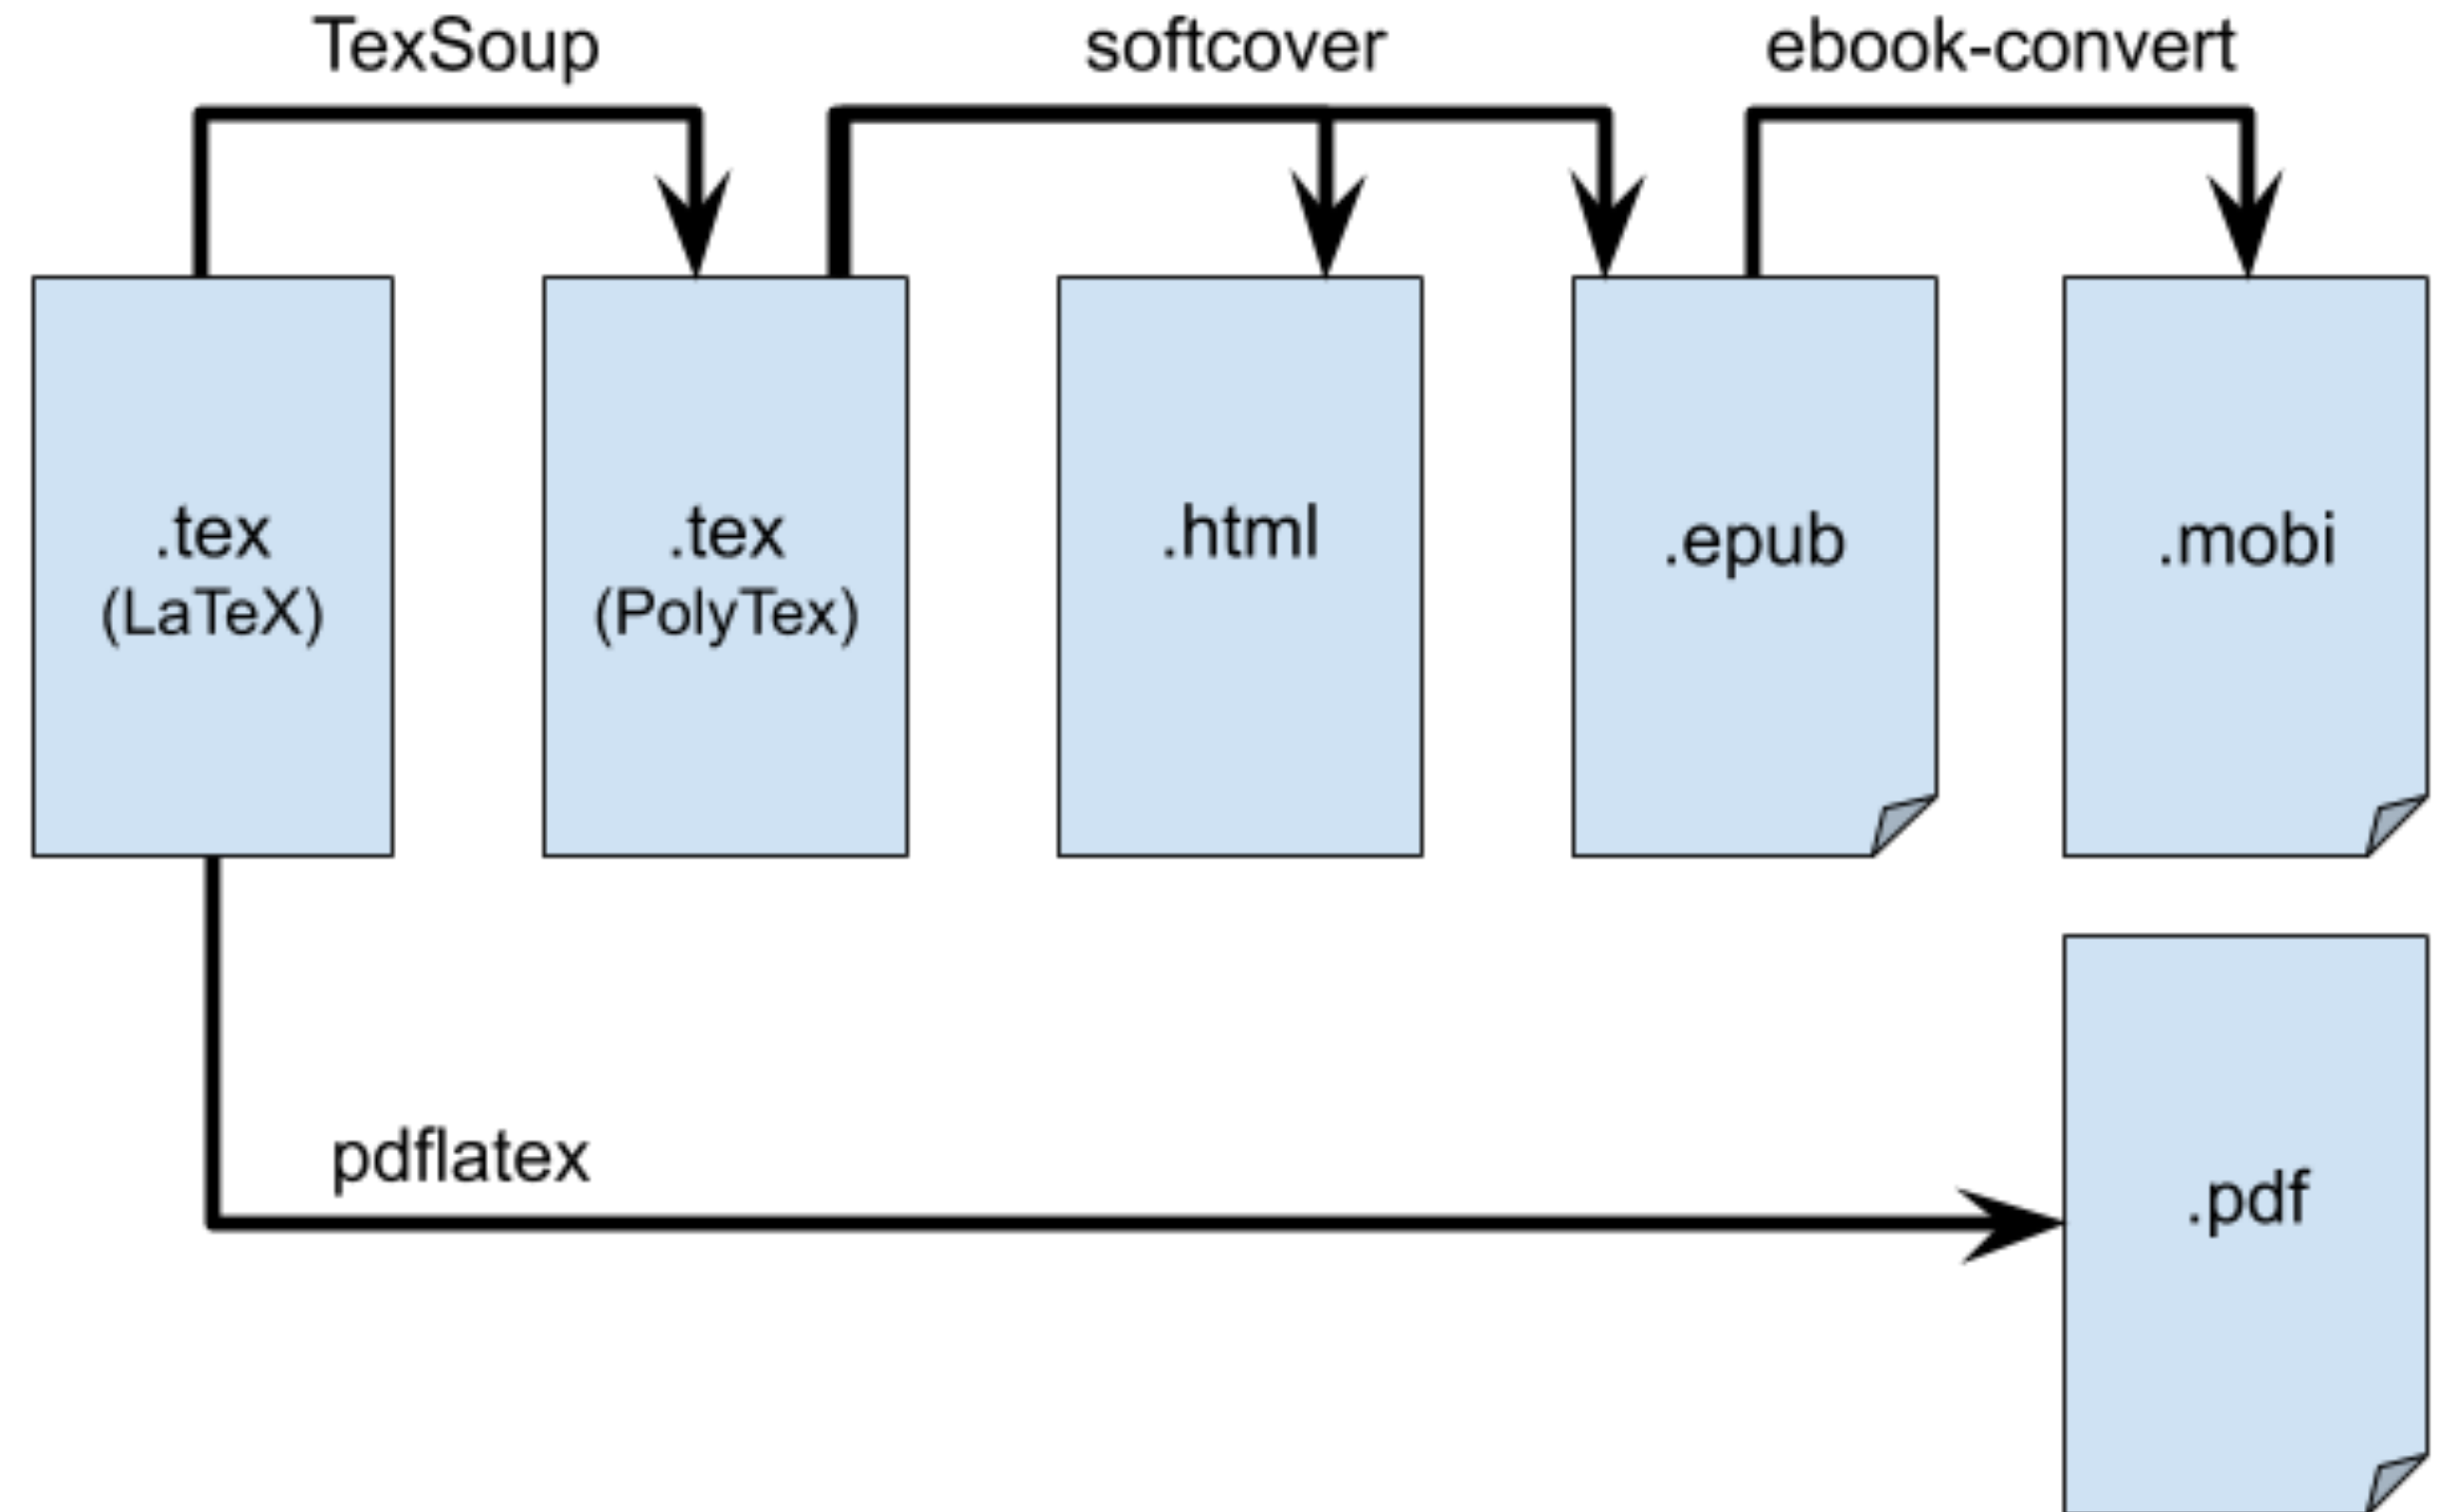 TexSoup
softcover
ebook-convert
.tex
(LaTeX)
.tex
(PolyTex)
.html
.epub
.mobi
pdflatex
.pdf